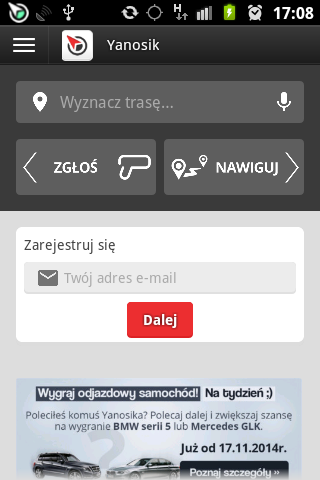 H
17:08
Yanosik
Wyznacz trasę...
ZGŁOŚ
NAWIGUJ
Zarejestruj się
Twój adres e-mail
Dalej
Wygraj odjazdowy samochód! Na tydzień ;)
Poleciłeś komuś Yanosika? Polecaj dalej i zwiększaj szansę
na wygranie BMW serii 5 lub Mercedes GLK.
Już od 17.11.2014r.
Poznaj szczegóły »